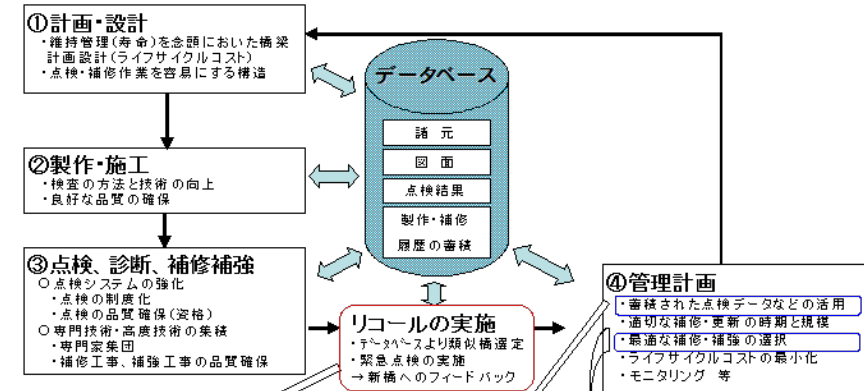 ①計画・設計
・維持管理(寿命)を念頭においた橋梁
計画設計(ライフサイクルコスト)
・点検・補修作業を容易にする構造
データベース
諸元
図面
点検結果
製作・補修
履歴の蓄積
②製作・施工
・検査の方法と技術の向上
・良好な品質の確保
③点検、診断、補修補強
○点検システムの強化
・点検の制度化
・点検の品質確保(資格)
○専門技術・高度技術の集積
・専門家集団
・補修工事、補強工事の品質確保
リコールの実施
・データベースより類似橋選定
・緊急点検の実施
→新橋へのフィードバック
④管理計画
・蓄積された点検データなどの活用
・適切な補修・更新の時期と規模
・最適な補修・補強の選択
・ライフサイクルコストの最小化
・モニタリング 等